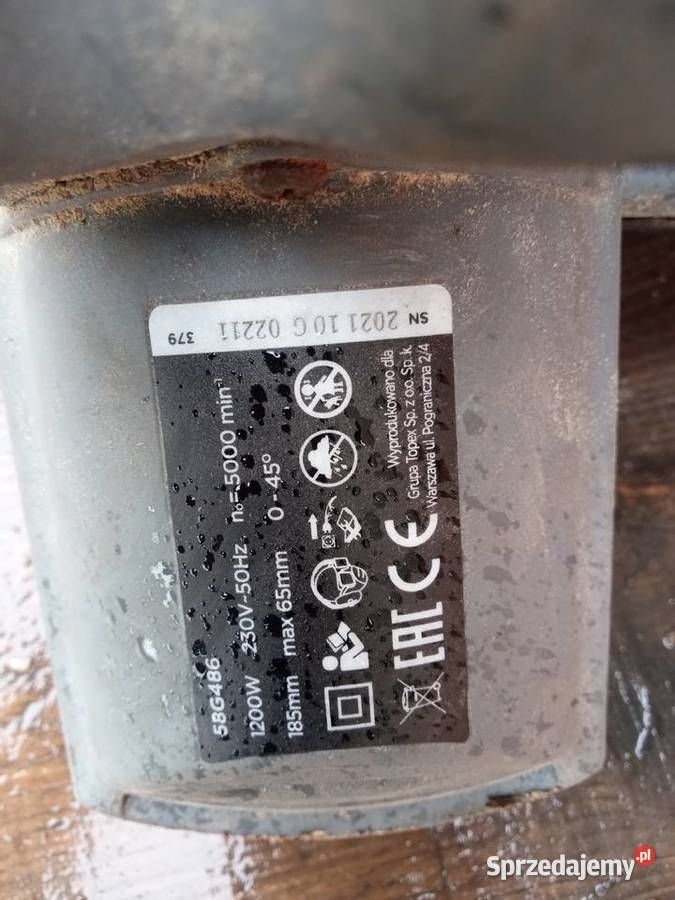 58G486
1200W 230V~50Hz n₀=5000 min⁻¹
185mm max 65mm 0 - 45°
EAC CE
Wyprodukowano dla
Grupa Topex Sp. z o.o. Sp. k.
Warszawa ul. Pograniczna 2/4
SN 2021 10 G 02211
379
Sprzedajemy.pl